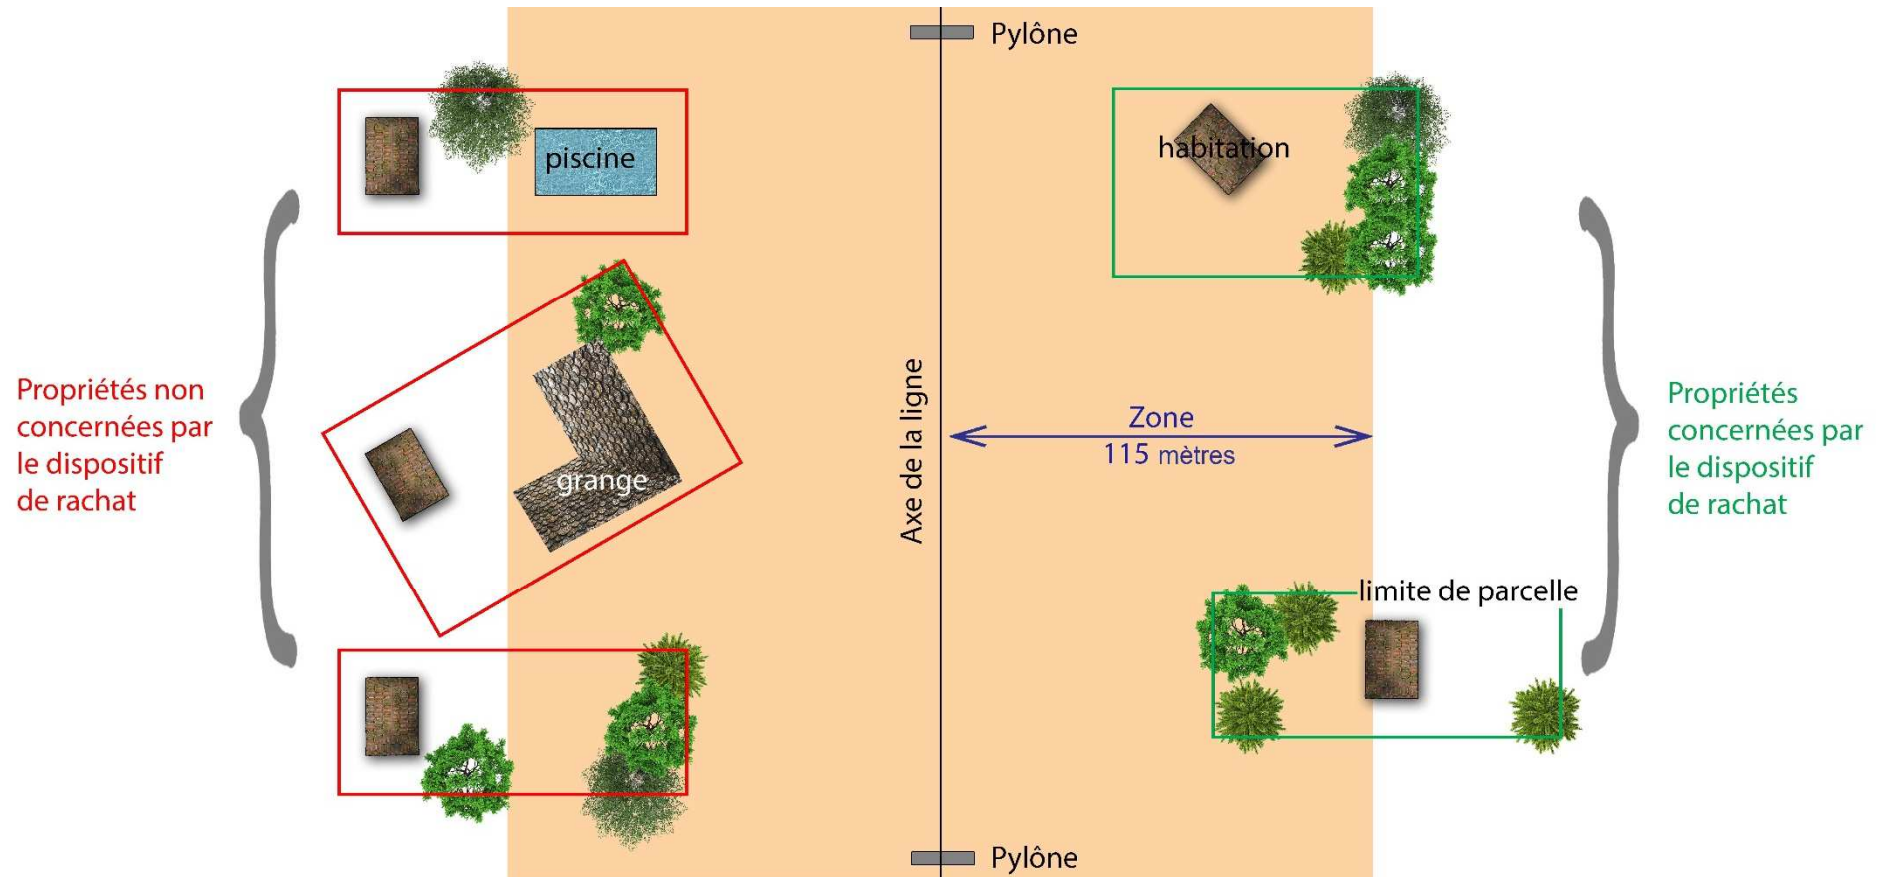 Pylône
piscine
habitation
Propriétés non
concernées par
le dispositif
de rachat
grange
Axe de la ligne
Zone
115 mètres
Propriétés
concernées par
le dispositif
de rachat
limite de parcelle
Pylône